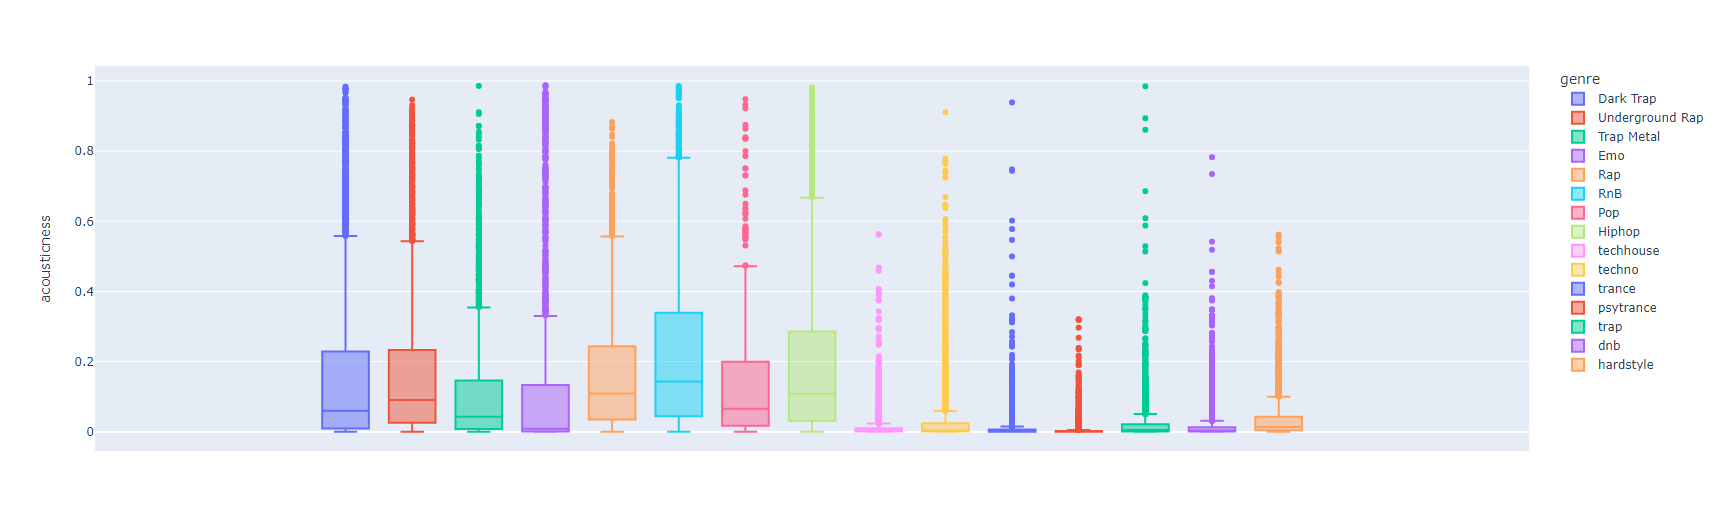 acousticness
1
0.8
0.6
0.4
0.2
0
genre
Dark Trap
Underground Rap
Trap Metal
Emo
Rap
RnB
Pop
Hiphop
techhouse
techno
trance
psytrance
trap
dnb
hardstyle